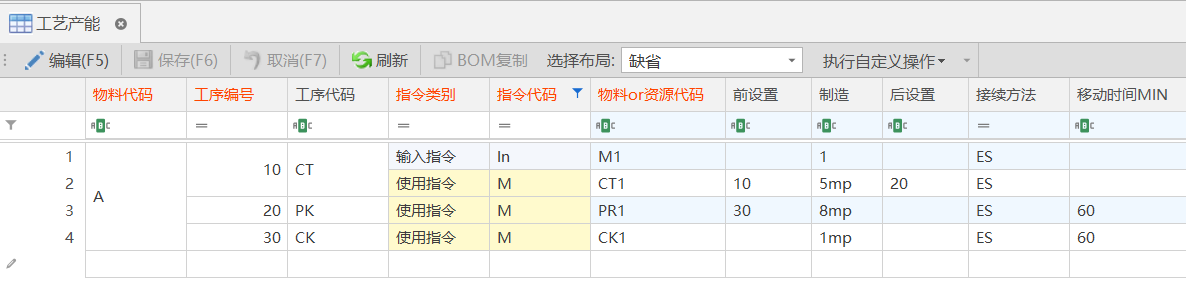 工艺产能
编辑(F5) 保存(F6) 取消(F7) 刷新 BOM复制 选择布局: 缺省 执行自定义操作
物料代码 工序编号 工序代码 指令类别 指令代码 物料or资源代码 前设置 制造 后设置 接续方法 移动时间MIN
ABC = ABC = = ABC ABC ABC ABC = ABC
1 A 10 CT 输入指令 In M1 1 ES
2 使用指令 M CT1 10 5mp 20 ES
3 20 PK 使用指令 M PR1 30 8mp ES 60
4 30 CK 使用指令 M CK1 1mp ES 60